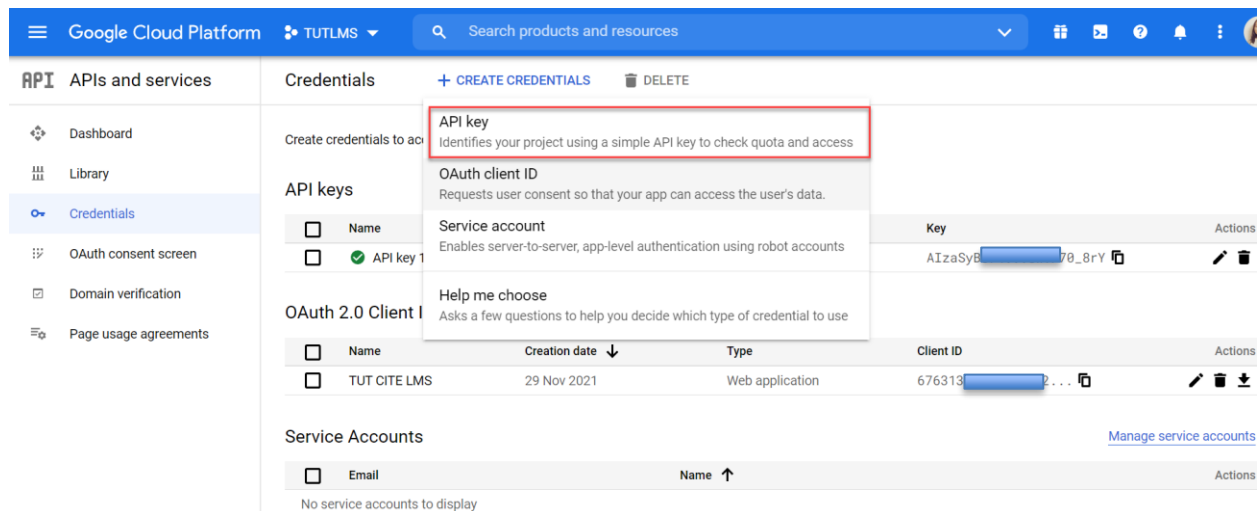 Google Cloud Platform TUTLMS Search products and resources
API APIs and services Credentials + CREATE CREDENTIALS DELETE
API key
Dashboard Create credentials to ac Identifies your project using a simple API key to check quota and access
Library OAuth client ID
API keys Requests user consent so that your app can access the user's data.
Credentials Service account
Name Key Actions
Enables server-to-server, app-level authentication using robot accounts
OAuth consent screen API key 1 AIzaSyB 70_8rY
Domain verification Help me choose
OAuth 2.0 Client I Asks a few questions to help you decide which type of credential to use
Page usage agreements
Name Creation date Type Client ID Actions
TUT CITE LMS 29 Nov 2021 Web application 676313 2...
Service Accounts Manage service accounts
Email Name Actions
No service accounts to display